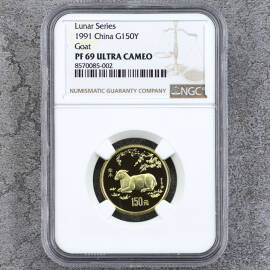 Lunar Series
1991 China G150Y
Goat
PF 69 ULTRA CAMEO
8570085-002
NUMISMATIC GUARANTY COMPANY
NGC
150元